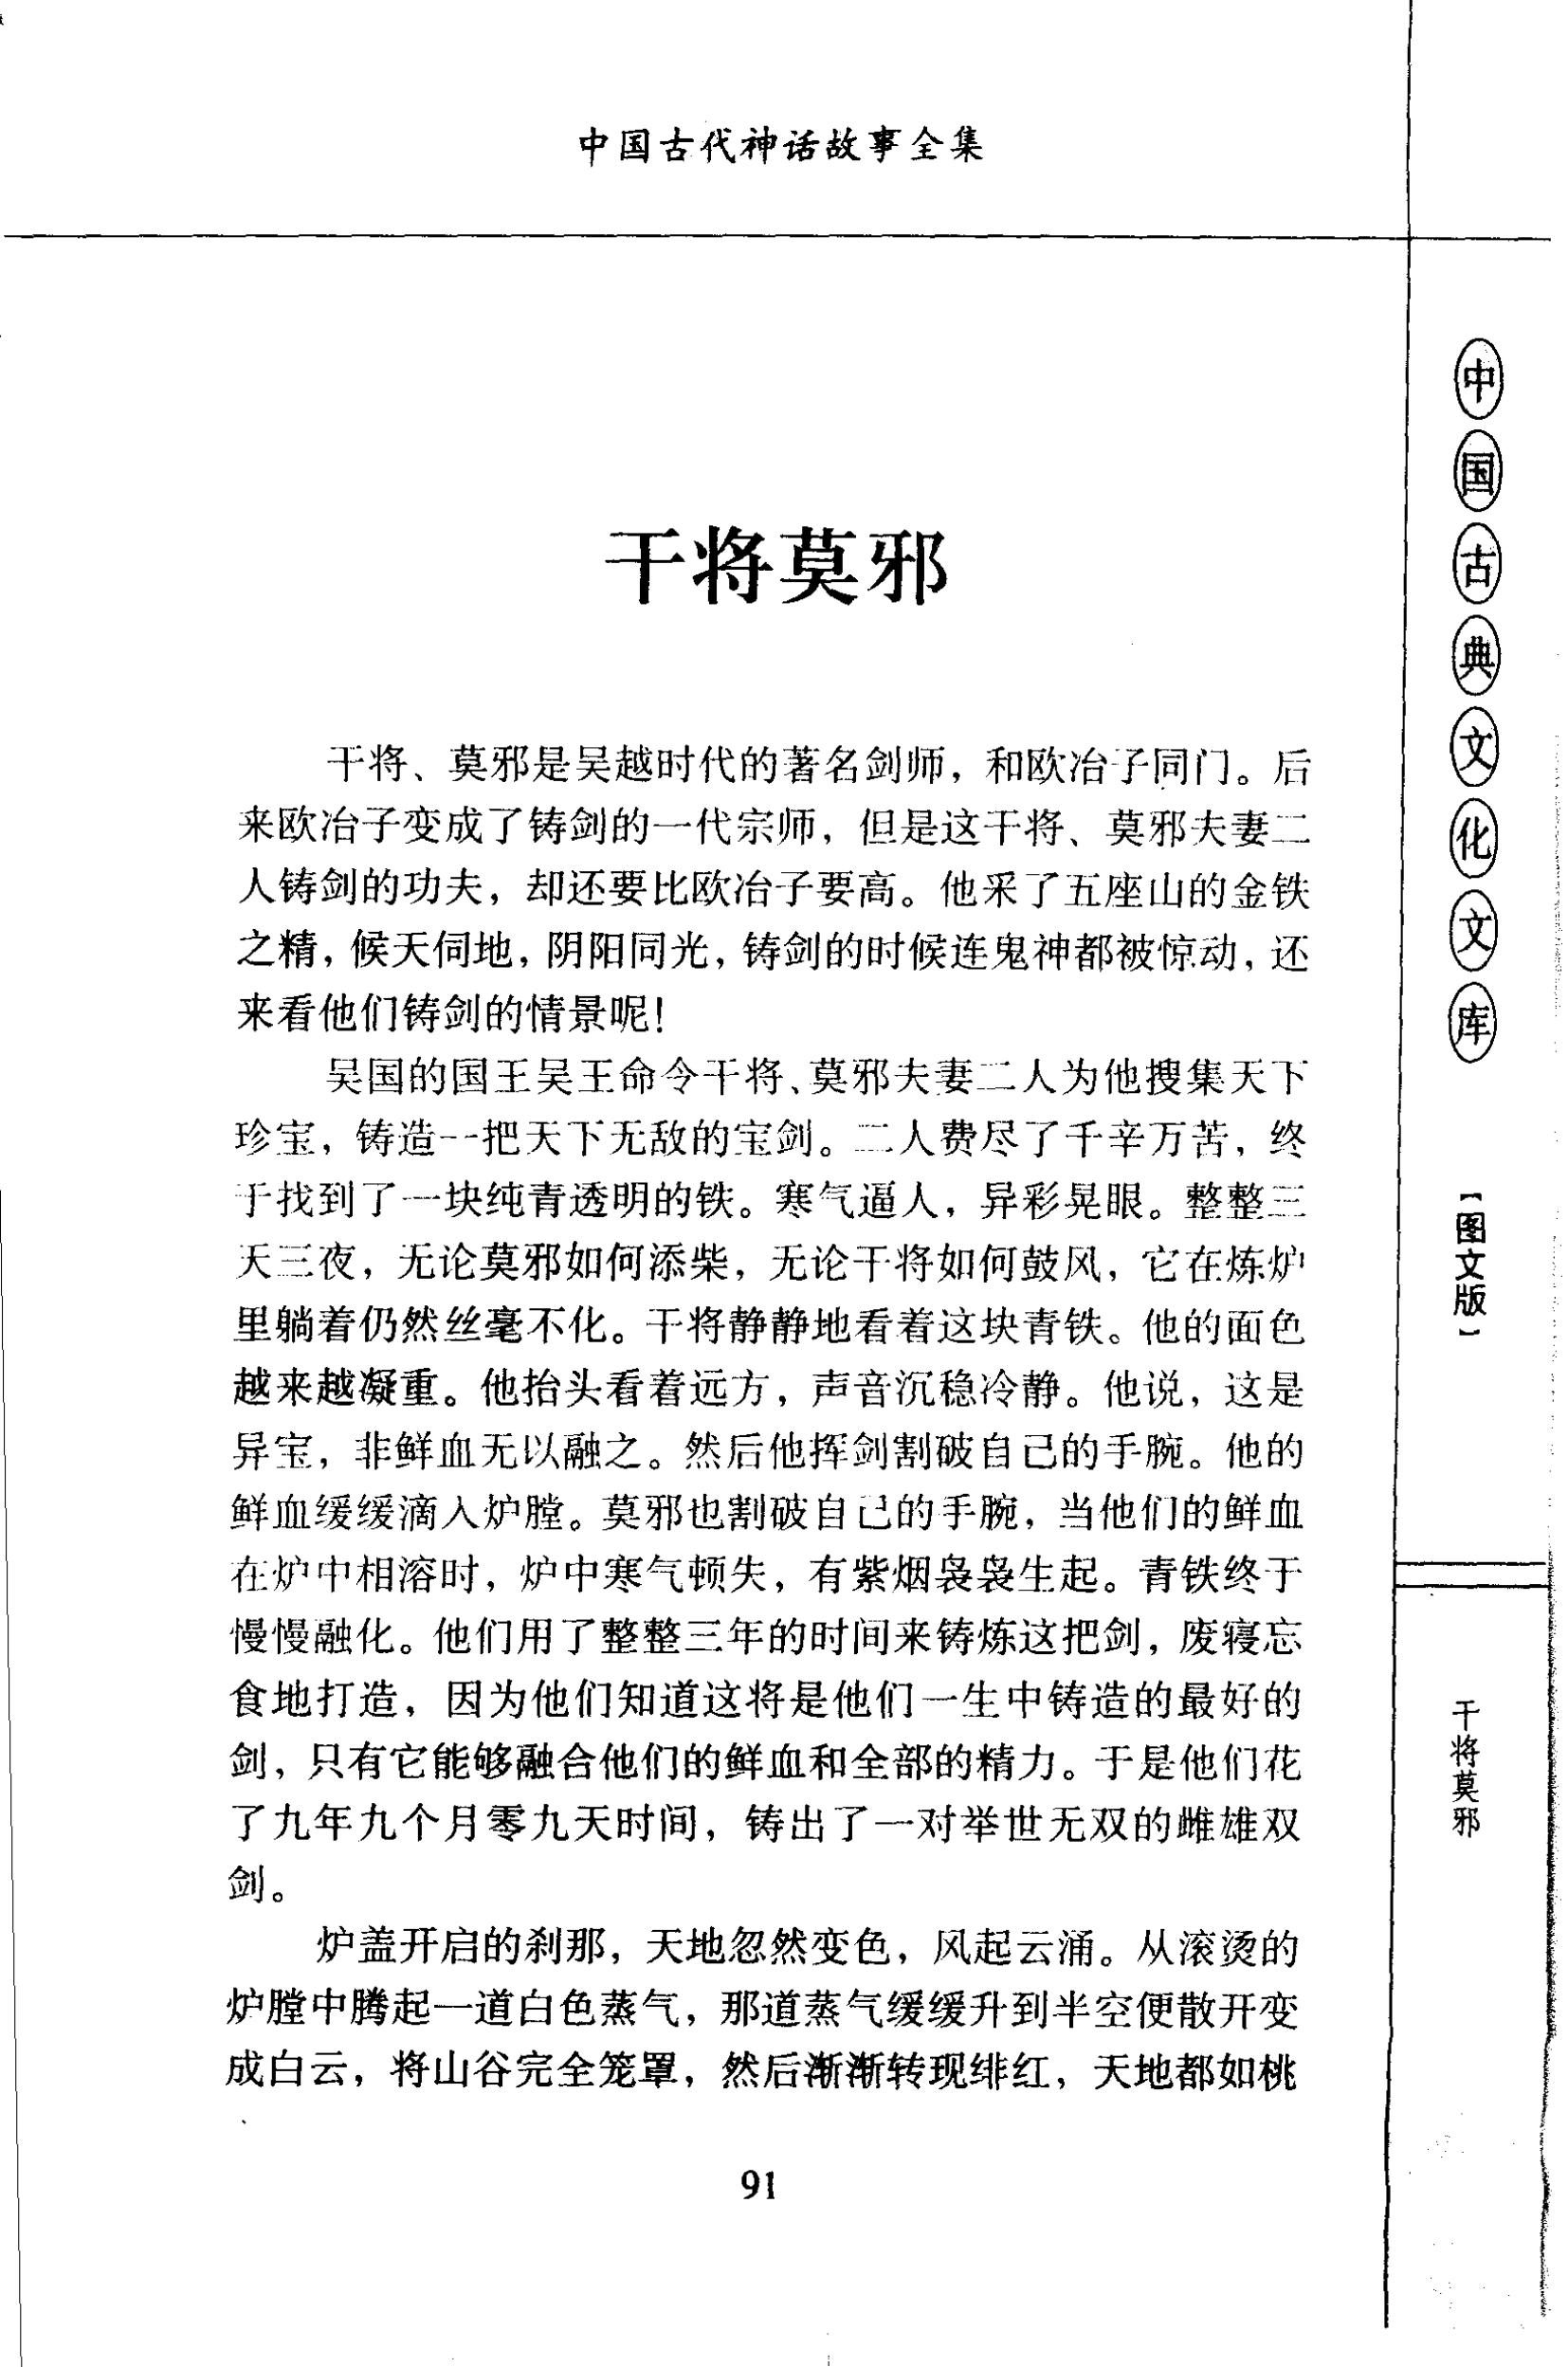 中国古代神话故事全集
干将莫邪
干将、莫邪是吴越时代的著名剑师，和欧冶子同门。后
来欧冶子变成了铸剑的一代宗师，但是这干将、莫邪夫妻二
人铸剑的功夫，却还要比欧冶子要高。他采了五座山的金铁
之精，候天伺地，阴阳同光，铸剑的时候连鬼神都被惊动，还
来看他们铸剑的情景呢！
吴国的国王吴王命令干将、莫邪夫妻二人为他搜集天下
珍宝，铸造一把天下无敌的宝剑。二人费尽了千辛万苦，终
于找到了一块纯青透明的铁。寒气逼人，异彩晃眼。整整三
天三夜，无论莫邪如何添柴，无论干将如何鼓风，它在炼炉
里躺着仍然丝毫不化。干将静静地看着这块青铁。他的面色
越来越凝重。他抬头看着远方，声音沉稳冷静。他说，这是
异宝，非鲜血无以融之。然后他挥剑割破自己的手腕。他的
鲜血缓缓滴入炉膛。莫邪也割破自己的手腕，当他们的鲜血
在炉中相溶时，炉中寒气顿失，有紫烟袅袅生起。青铁终于
慢慢融化。他们用了整整三年的时间来铸炼这把剑，废寝忘
食地打造，因为他们知道这将是他们一生中铸造的最好的
剑，只有它能够融合他们的鲜血和全部的精力。于是他们花
了九年九个月零九天时间，铸出了一对举世无双的雌雄双
剑。
炉盖开启的刹那，天地忽然变色，风起云涌。从滚烫的
炉膛中腾起一道白色蒸气，那道蒸气缓缓升到半空便散开变
成白云，将山谷完全笼罩，然后渐渐转现绯红，天地都如桃
91
中国古典文化文库
【图文版】
干将莫邪